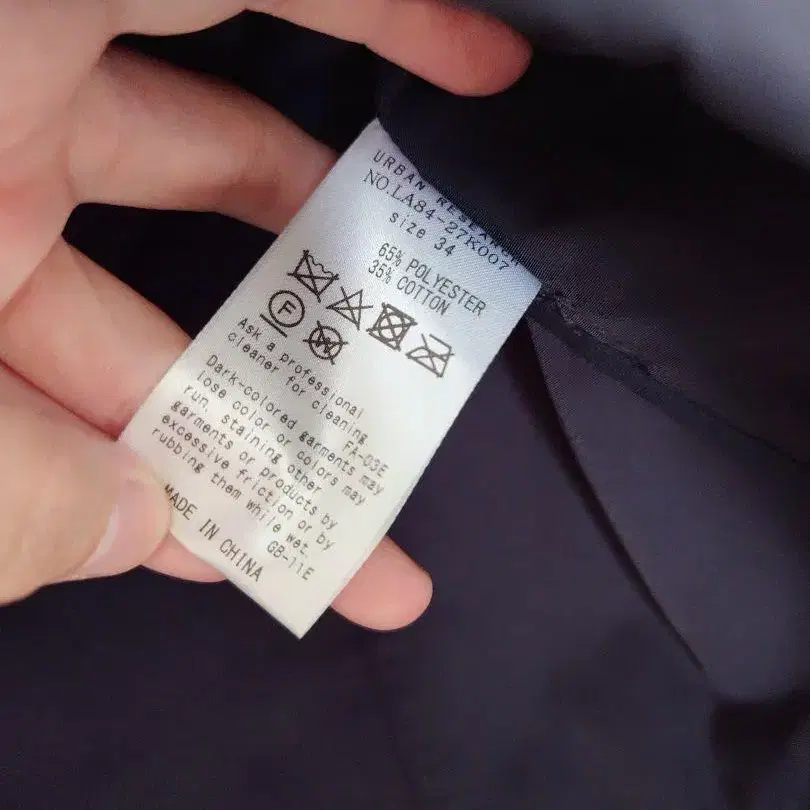 URBAN RESEARCH
NO.LA84-27K007
size 34
65% POLYESTER
35% COTTON
F
W
Ask a professional
cleaner for cleaning.
FA-03E
Dark-colored garments may
lose color or colors may
run, staining other
garments or products by
excessive friction or by
rubbing them while wet.
GB-11E
MADE IN CHINA